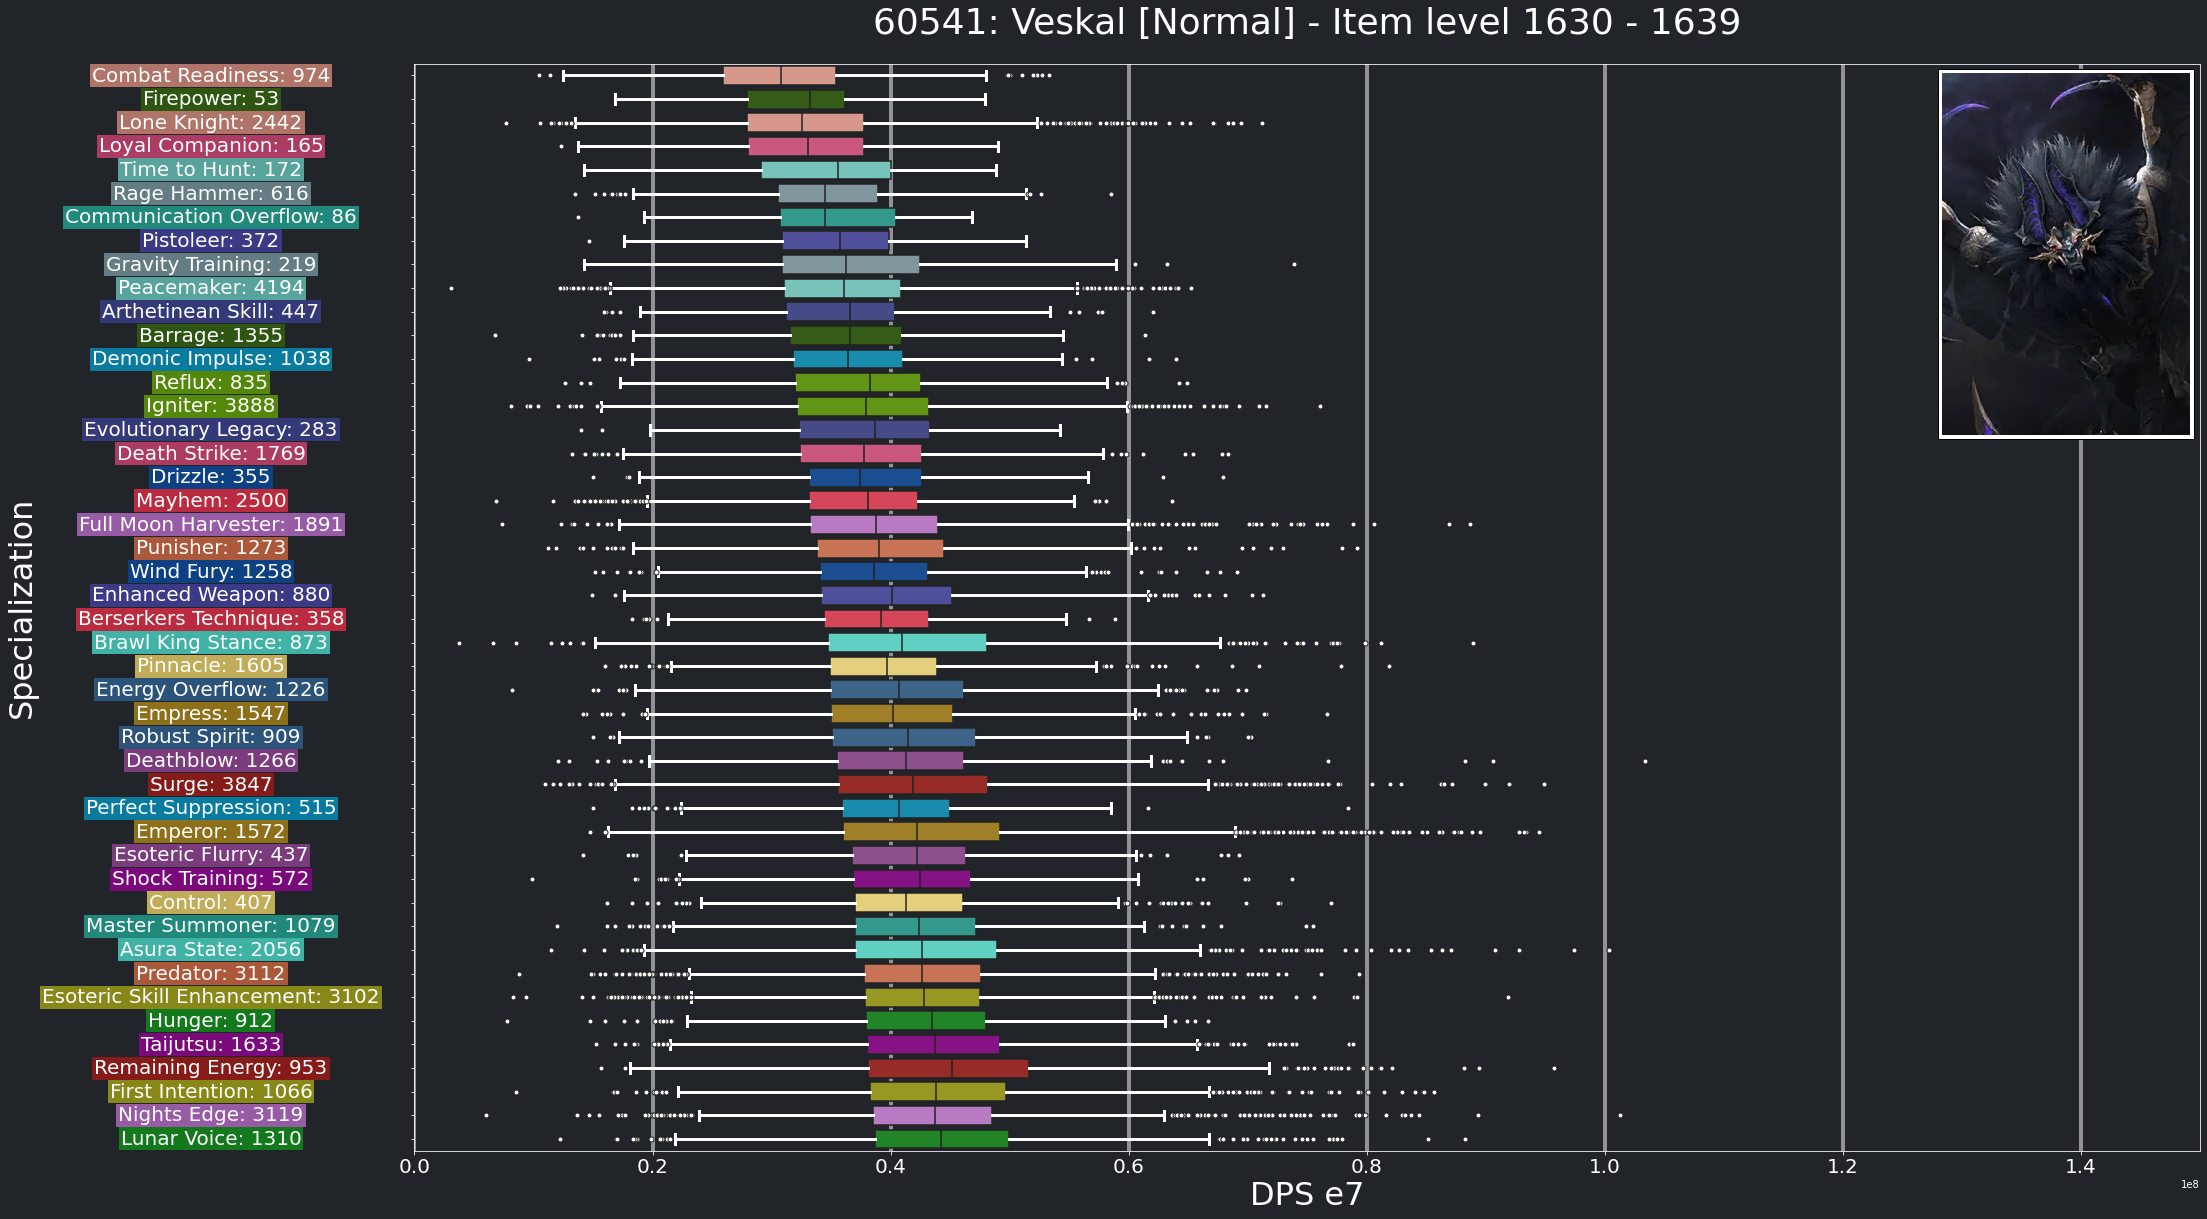 60541: Veskal [Normal] - Item level 1630 - 1639
Specialization
Combat Readiness: 974
Firepower: 53
Lone Knight: 2442
Loyal Companion: 165
Time to Hunt: 172
Rage Hammer: 616
Communication Overflow: 86
Pistoleer: 372
Gravity Training: 219
Peacemaker: 4194
Arthetinean Skill: 447
Barrage: 1355
Demonic Impulse: 1038
Reflux: 835
Igniter: 3888
Evolutionary Legacy: 283
Death Strike: 1769
Drizzle: 355
Mayhem: 2500
Full Moon Harvester: 1891
Punisher: 1273
Wind Fury: 1258
Enhanced Weapon: 880
Berserkers Technique: 358
Brawl King Stance: 873
Pinnacle: 1605
Energy Overflow: 1226
Empress: 1547
Robust Spirit: 909
Deathblow: 1266
Surge: 3847
Perfect Suppression: 515
Emperor: 1572
Esoteric Flurry: 437
Shock Training: 572
Control: 407
Master Summoner: 1079
Asura State: 2056
Predator: 3112
Esoteric Skill Enhancement: 3102
Hunger: 912
Taijutsu: 1633
Remaining Energy: 953
First Intention: 1066
Nights Edge: 3119
Lunar Voice: 1310
0.0 0.2 0.4 0.6 0.8 1.0 1.2 1.4
1e8
DPS e7